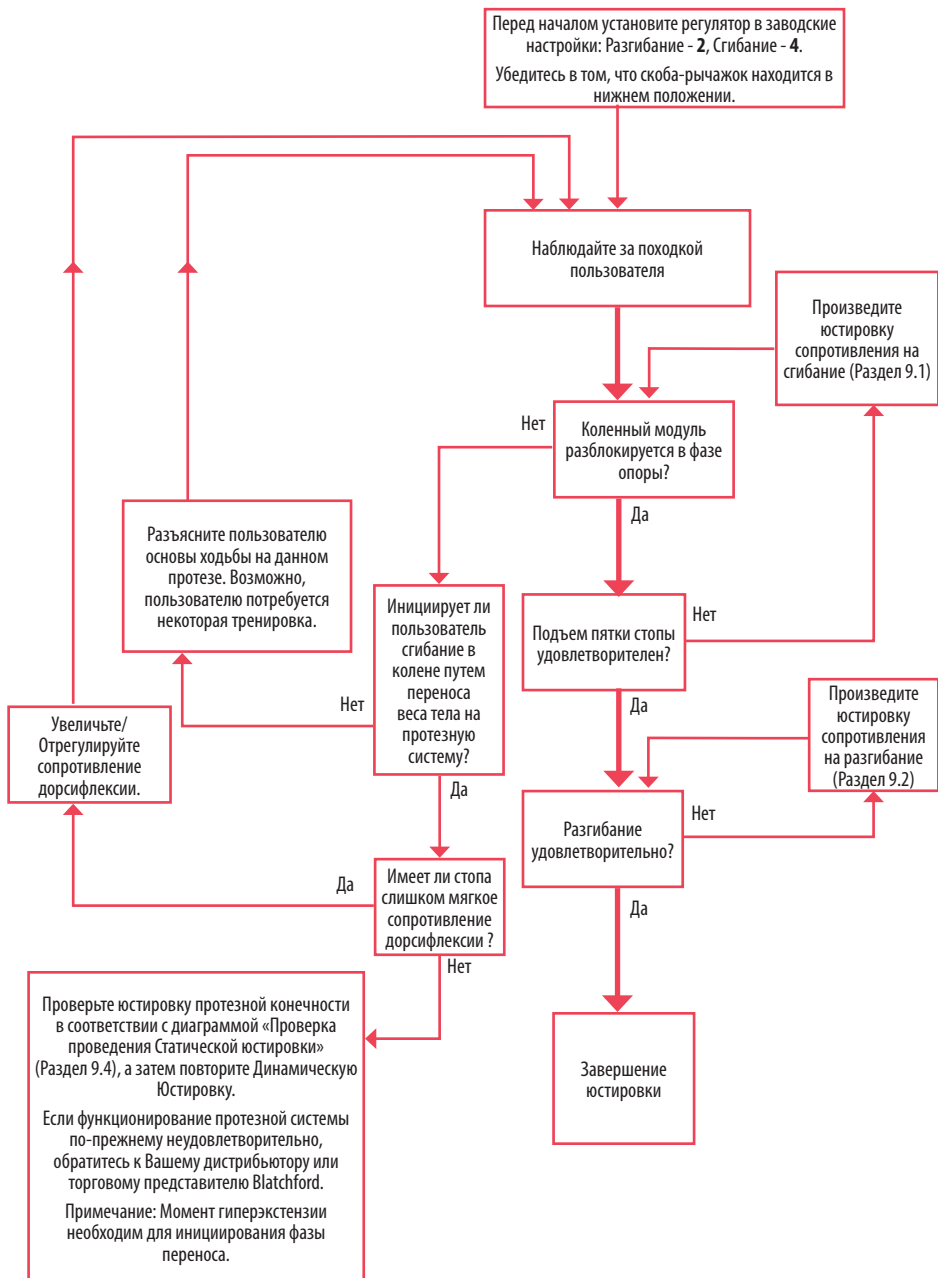 Перед началом установите регулятор в заводские
настройки: Разгибание - 2, Сгибание - 4.
Убедитесь в том, что скоба-рычажок находится в
нижнем положении.
Наблюдайте за походкой
пользователя
Произведите
юстировку
сопротивления на
сгибание (Раздел 9.1)
Нет
Коленный модуль
разблокируется в фазе
опоры?
Да
Разъясните пользователю
основы ходьбы на данном
протезе. Возможно,
пользователю потребуется
некоторая тренировка.
Инициирует ли
пользователь
сгибание в
колене путем
переноса
веса тела на
протезную
систему?
Нет
Да
Подъем пятки стопы
удовлетворителен?
Нет
Да
Произведите
юстировку
сопротивления
на разгибание
(Раздел 9.2)
Увеличьте/
Отрегулируйте
сопротивление
дорсифлексии.
Разгибание
удовлетворительно?
Нет
Да
Да
Имеет ли стопа
слишком мягкое
сопротивление
дорсифлексии ?
Нет
Проверьте юстировку протезной конечности
в соответствии с диаграммой «Проверка
проведения Статической юстировки»
(Раздел 9.4), а затем повторите Динамическую
Юстировку.
Если функционирование протезной системы
по-прежнему неудовлетворительно,
обратитесь к Вашему дистрибьютору или
торговому представителю Blatchford.
Примечание: Момент гиперэкстензии
необходим для инициирования фазы
переноса.
Завершение
юстировки